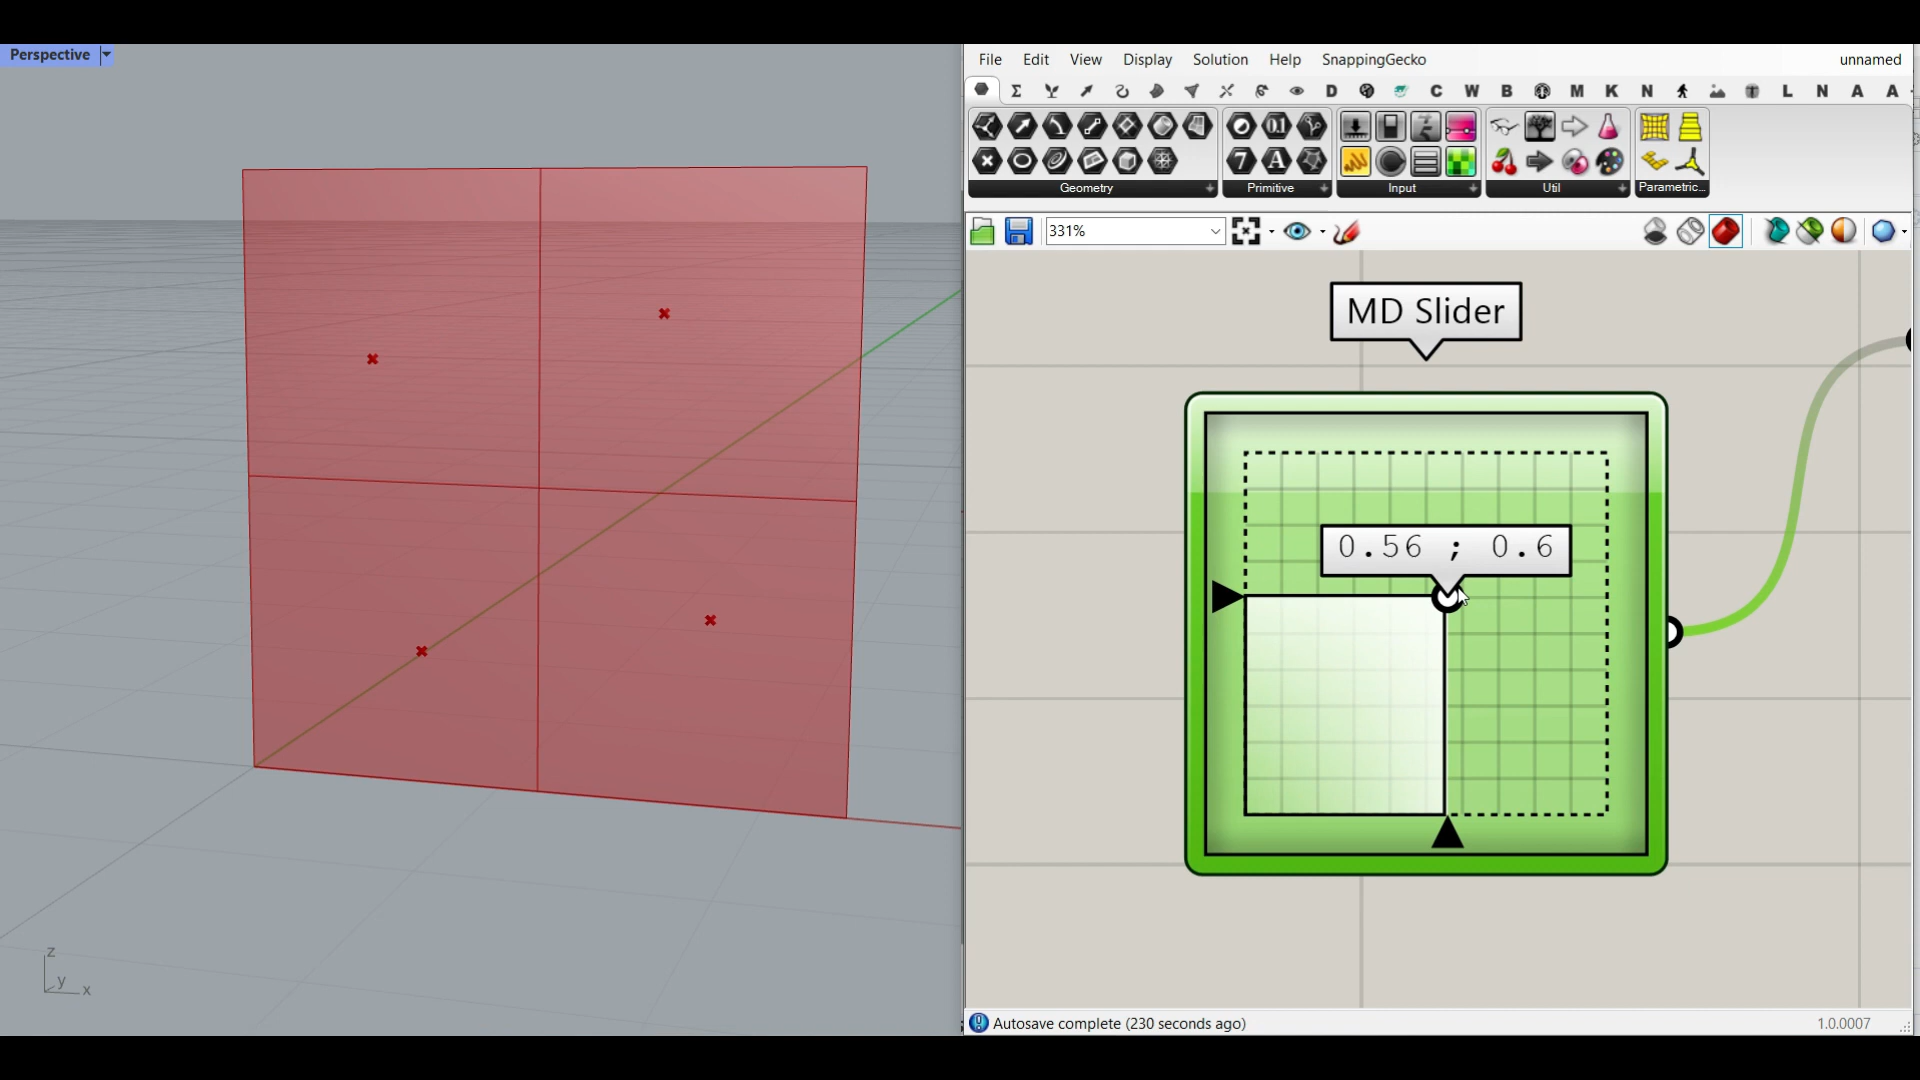 Perspective
File Edit View Display Solution Help SnappingGecko unnamed
D C W B M K N L N A A
Geometry Primitive Input Util Parametric...
331%
MD Slider
0.56 ; 0.6
z
y x
Autosave complete (230 seconds ago) 1.0.0007